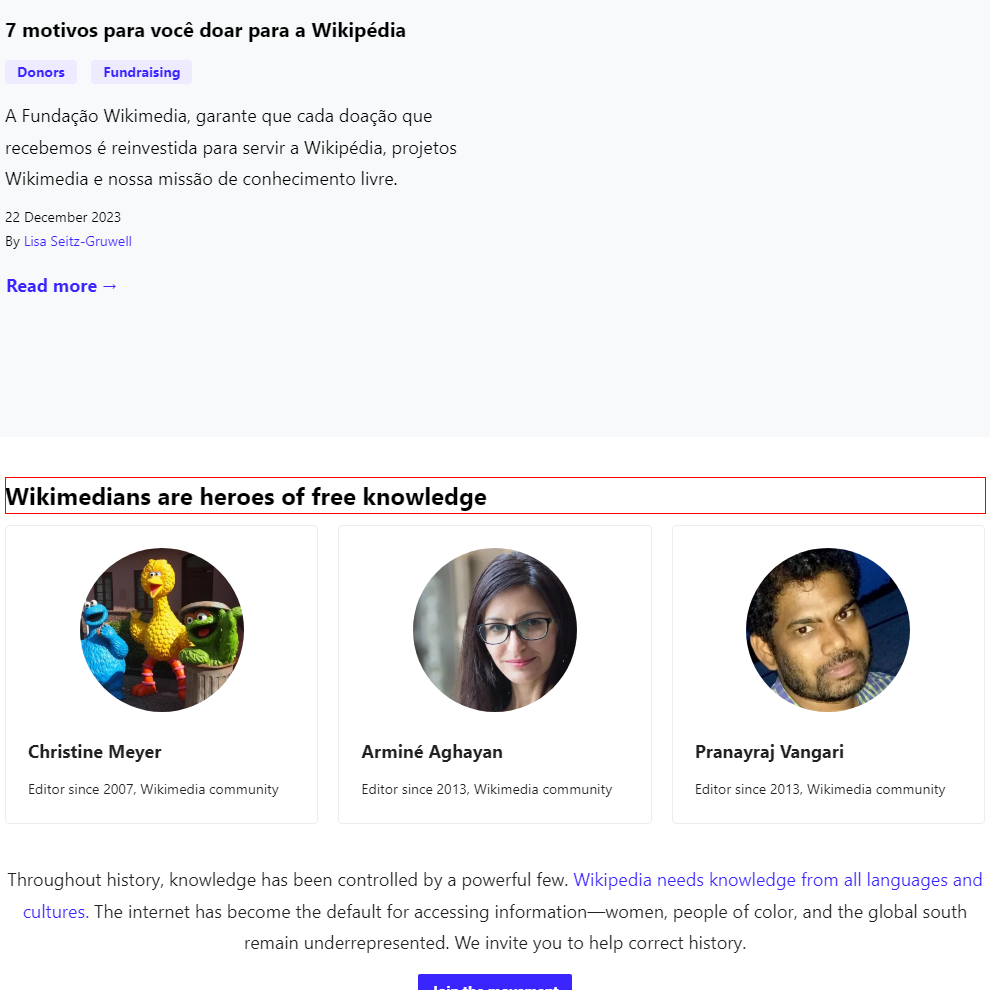 7 motivos para você doar para a Wikipédia
Donors
Fundraising
A Fundação Wikimedia, garante que cada doação que
recebemos é reinvestida para servir a Wikipédia, projetos
Wikimedia e nossa missão de conhecimento livre.
22 December 2023
By Lisa Seitz-Gruwell
Read more →
Wikimedians are heroes of free knowledge
Christine Meyer
Editor since 2007, Wikimedia community
Arminé Aghayan
Editor since 2013, Wikimedia community
Pranayraj Vangari
Editor since 2013, Wikimedia community
Throughout history, knowledge has been controlled by a powerful few. Wikipedia needs knowledge from all languages and
cultures. The internet has become the default for accessing information—women, people of color, and the global south
remain underrepresented. We invite you to help correct history.
Join the movement